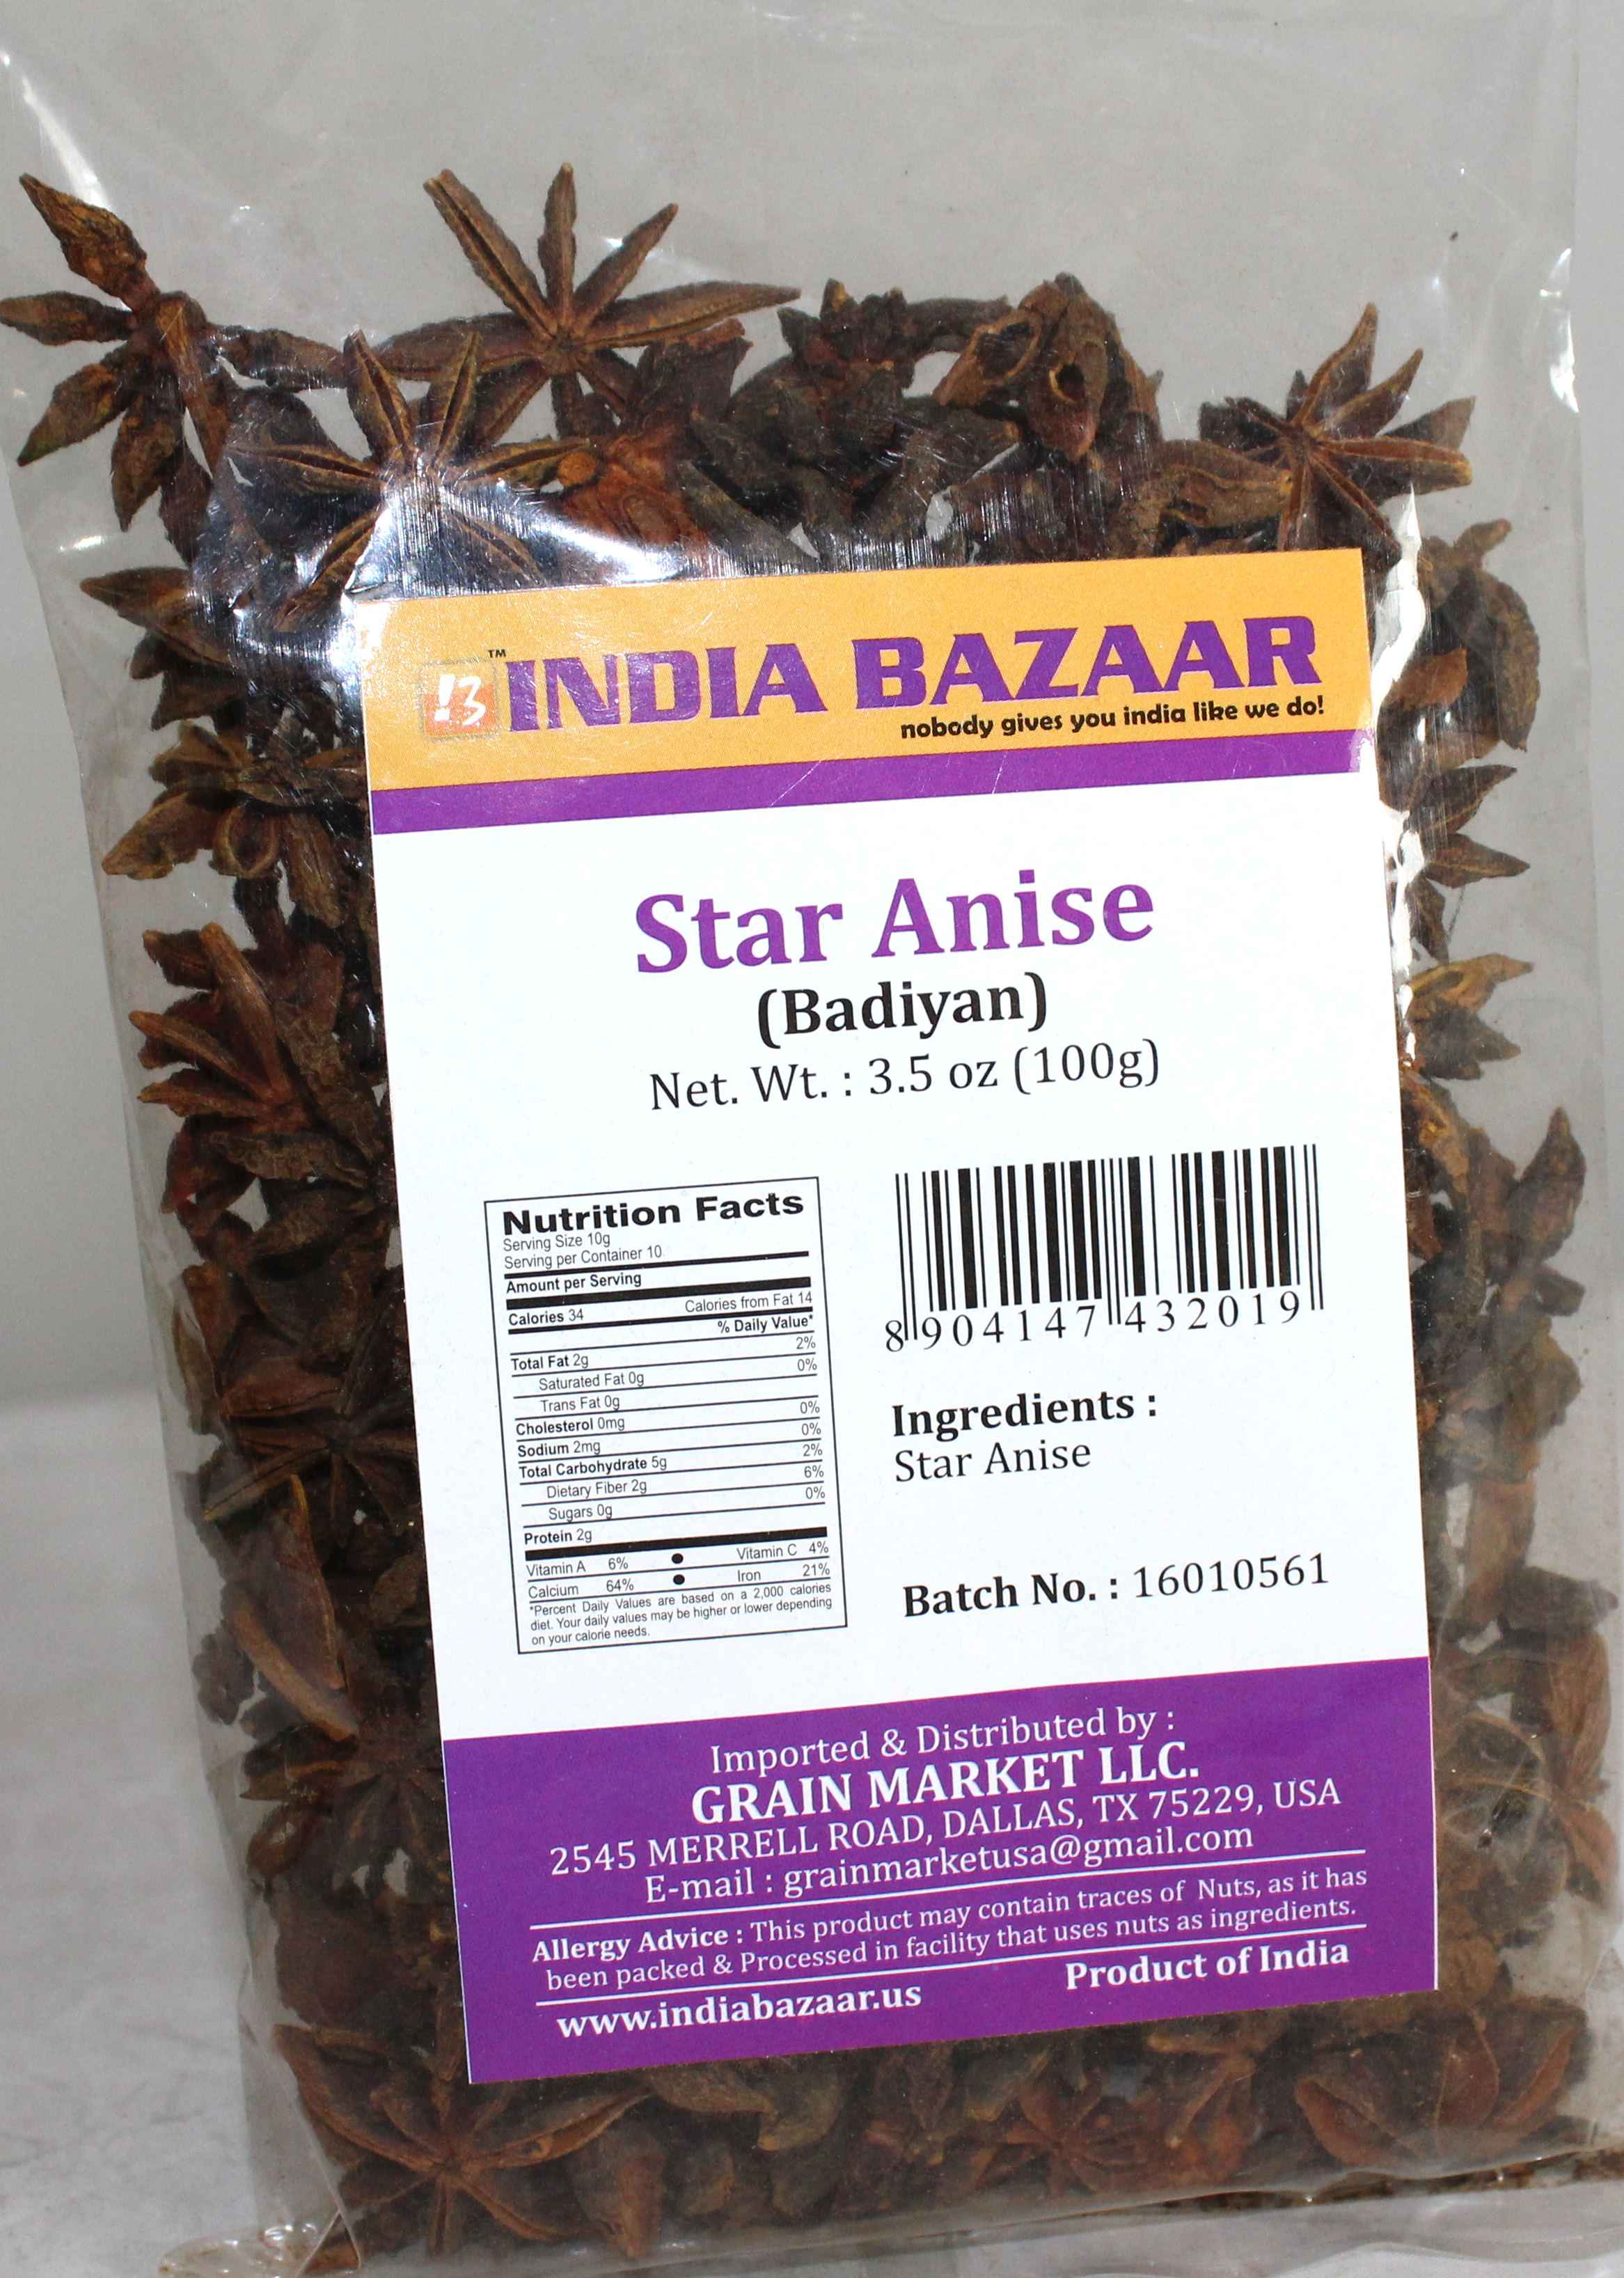 !3 ™ INDIA BAZAAR
nobody gives you india like we do!
Star Anise
(Badiyan)
Net. Wt. : 3.5 oz (100g)
Nutrition Facts
Serving Size 10g
Serving per Container 10
Amount per Serving
Calories 34 Calories from Fat 14
% Daily Value*
Total Fat 2g 2%
Saturated Fat 0g 0%
Trans Fat 0g
Cholesterol 0mg 0%
Sodium 2mg 0%
Total Carbohydrate 5g 2%
Dietary Fiber 2g 6%
Sugars 0g 0%
Protein 2g
Vitamin A 6% • Vitamin C 4%
Calcium 64% • Iron 21%
*Percent Daily Values are based on a 2,000 calories
diet. Your daily values may be higher or lower depending
on your calorie needs.
8 904147 432019
Ingredients :
Star Anise
Batch No. : 16010561
Imported & Distributed by :
GRAIN MARKET LLC.
2545 MERRELL ROAD, DALLAS, TX 75229, USA
E-mail : grainmarketusa@gmail.com
Allergy Advice : This product may contain traces of Nuts, as it has
been packed & Processed in facility that uses nuts as ingredients.
www.indiabazaar.us Product of India